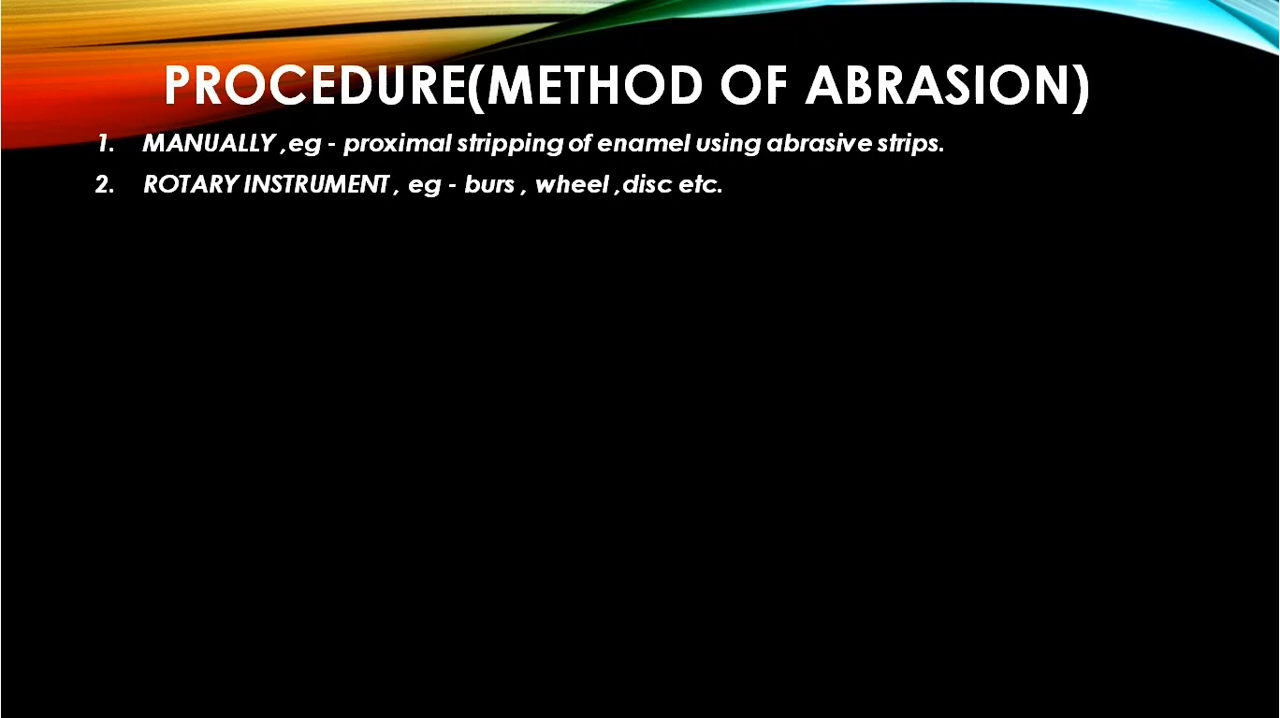 PROCEDURE(METHOD OF ABRASION)
1. MANUALLY ,eg - proximal stripping of enamel using abrasive strips.
2. ROTARY INSTRUMENT , eg - burs , wheel ,disc etc.